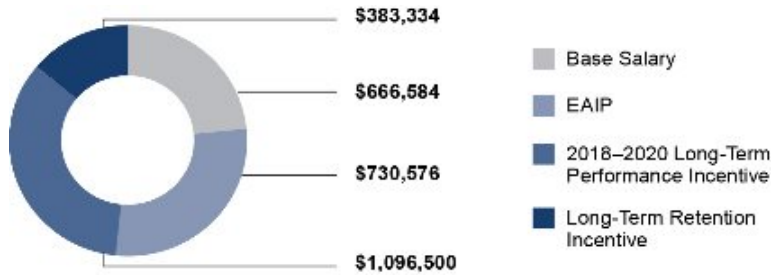 $383,334
$666,584
$730,576
$1,096,500
Base Salary
EAIP
2018–2020 Long-Term
Performance Incentive
Long-Term Retention
Incentive